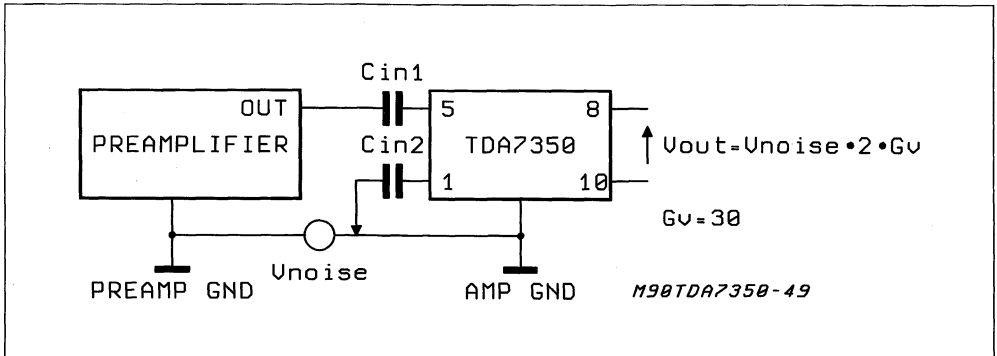 Cin1
OUT
5
8
PREAMPLIFIER
Cin2
TDA7350
Vout=Vnoise•2•Gv
1
10
Gv=30
Vnoise
PREAMP GND
AMP GND
M90TDA7350-49